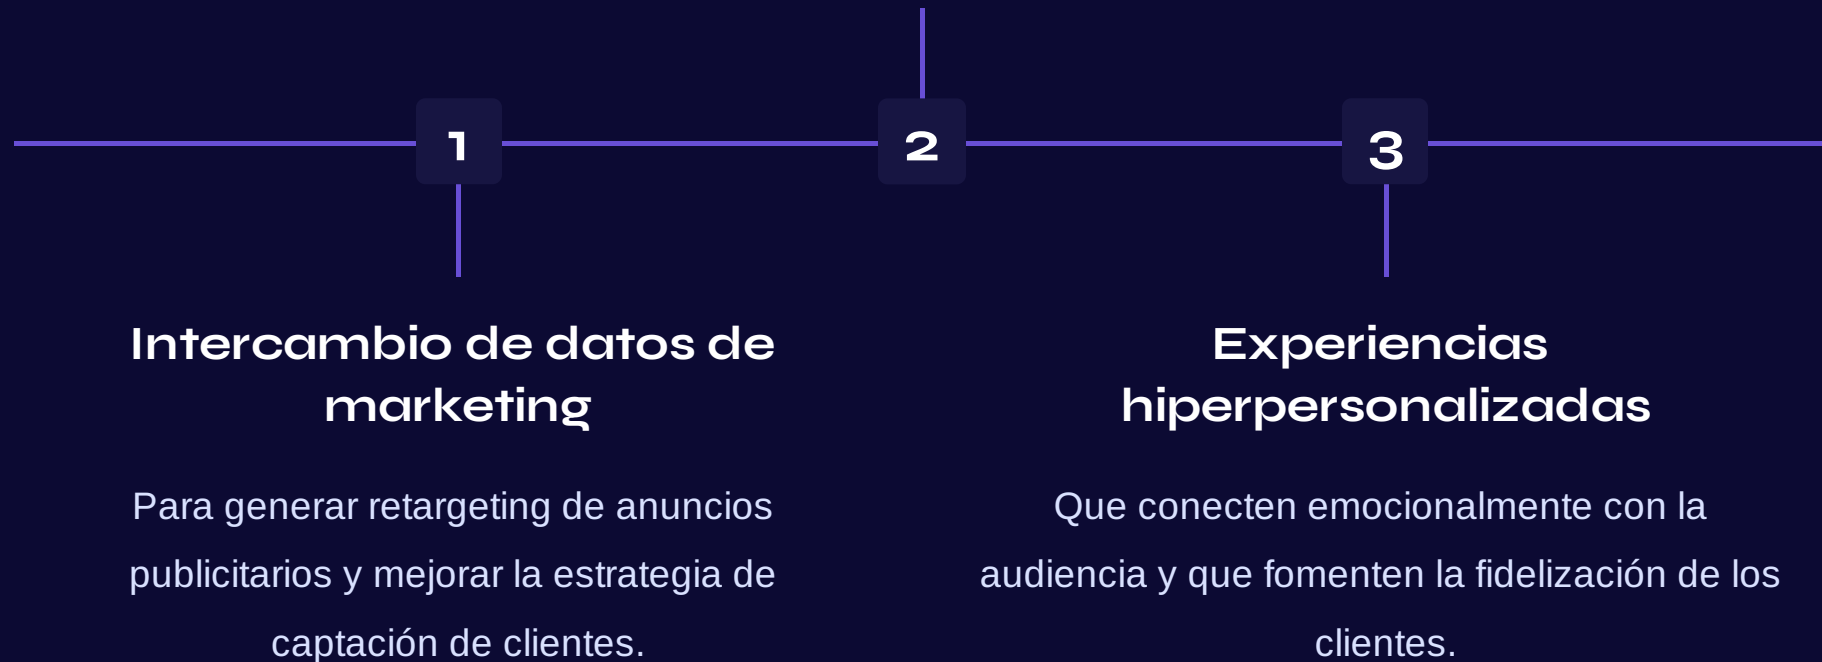 1
2
3
Intercambio de datos de
marketing
Para generar retargeting de anuncios
publicitarios y mejorar la estrategia de
captación de clientes.
Experiencias
hiperpersonalizadas
Que conecten emocionalmente con la
audiencia y que fomenten la fidelización de los
clientes.